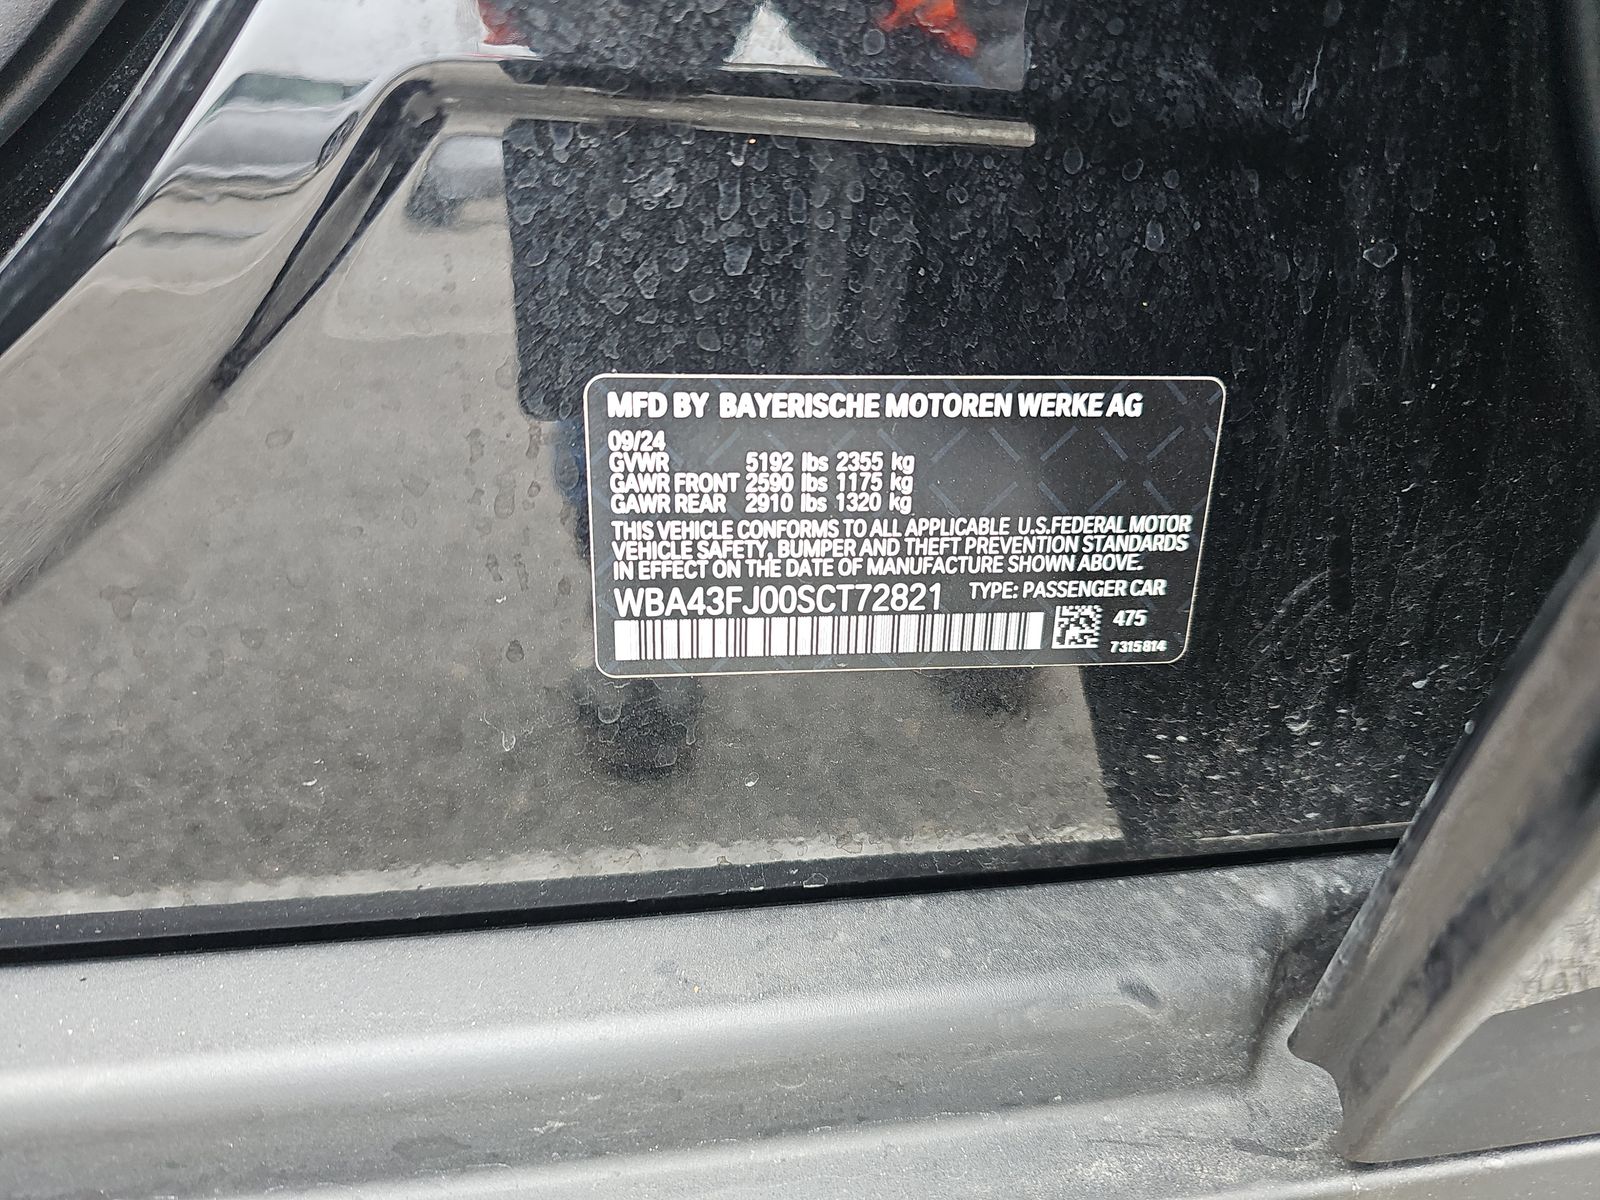 MFD BY BAYERISCHE MOTOREN WERKE AG
09/24
GVWR 5192 lbs 2355 kg
GAWR FRONT 2590 lbs 1175 kg
GAWR REAR 2910 lbs 1320 kg
THIS VEHICLE CONFORMS TO ALL APPLICABLE U.S. FEDERAL MOTOR
VEHICLE SAFETY, BUMPER AND THEFT PREVENTION STANDARDS
IN EFFECT ON THE DATE OF MANUFACTURE SHOWN ABOVE.
WBA43FJ00SCT72821 TYPE: PASSENGER CAR
475
7315814